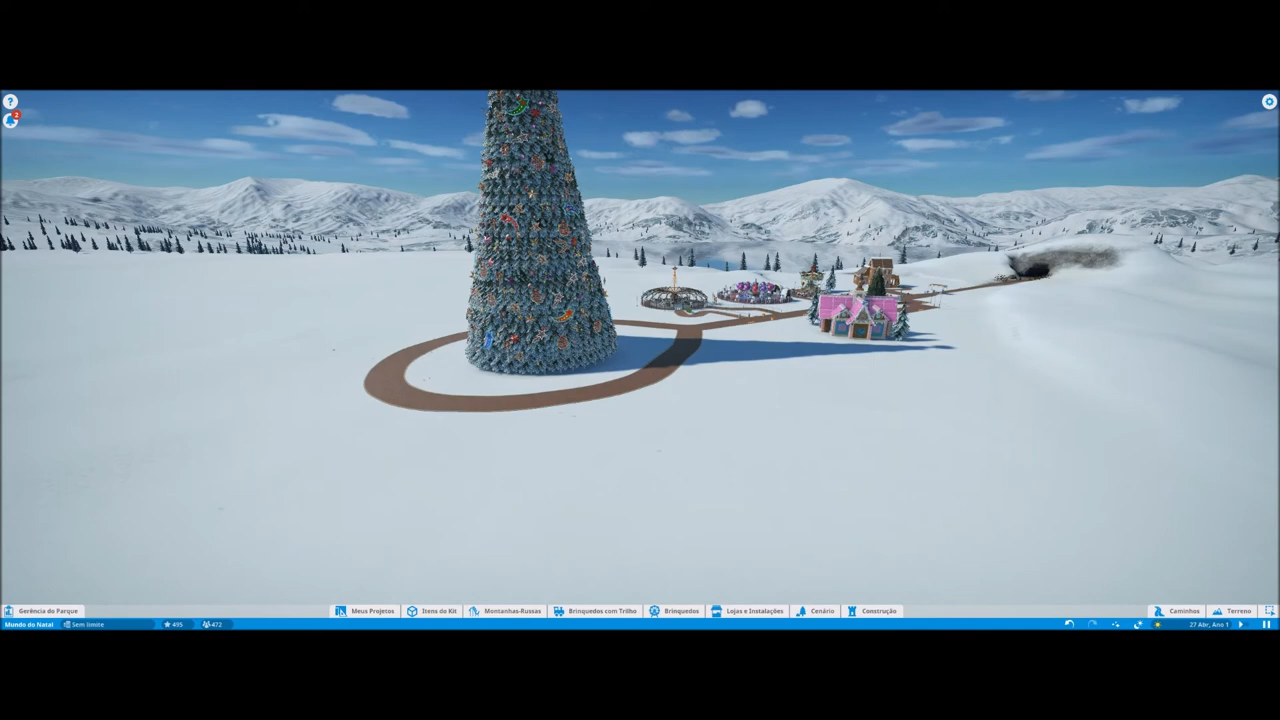 ?
2
Gerência do Parque
Meus Projetos
Itens do Kit
Montanhas-Russas
Brinquedos com Trilho
Brinquedos
Lojas e Instalações
Cenário
Construção
Caminhos
Terreno
Mundo do Natal
Sem limite
495
472
27 Abr, Ano 1